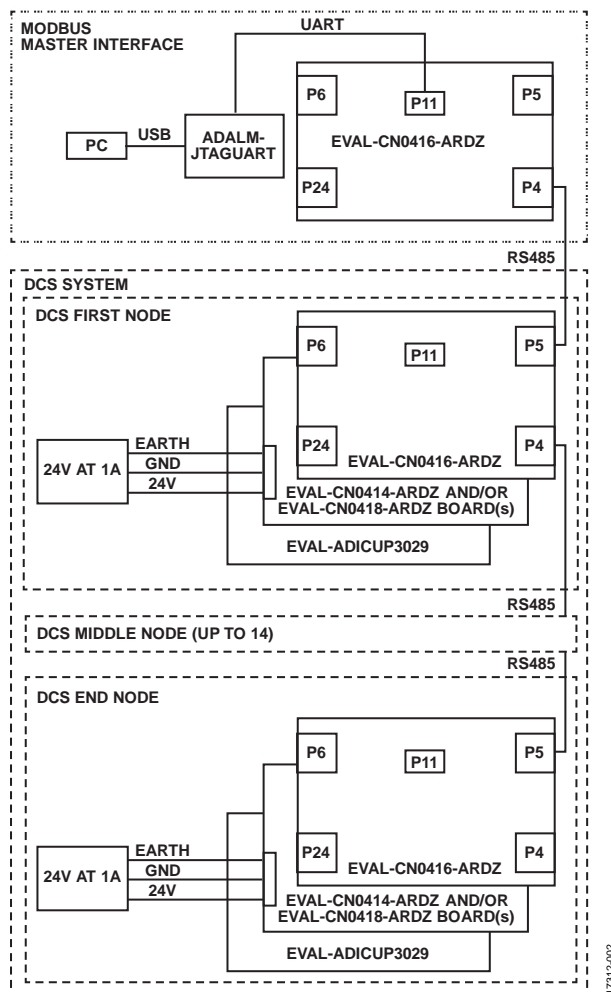 MODBUS
MASTER INTERFACE
UART
P6
P11
P5
PC
USB
ADALM-
JTAGUART
EVAL-CN0416-ARDZ
P24
P4
RS485
DCS SYSTEM
DCS FIRST NODE
P6
P11
P5
24V AT 1A
EARTH
GND
24V
P24
P4
EVAL-CN0416-ARDZ
EVAL-CN0414-ARDZ AND/OR
EVAL-CN0418-ARDZ BOARD(s)
EVAL-ADICUP3029
RS485
DCS MIDDLE NODE (UP TO 14)
RS485
DCS END NODE
P6
P11
P5
24V AT 1A
EARTH
GND
24V
P24
P4
EVAL-CN0416-ARDZ
EVAL-CN0414-ARDZ AND/OR
EVAL-CN0418-ARDZ BOARD(s)
EVAL-ADICUP3029
17312-002